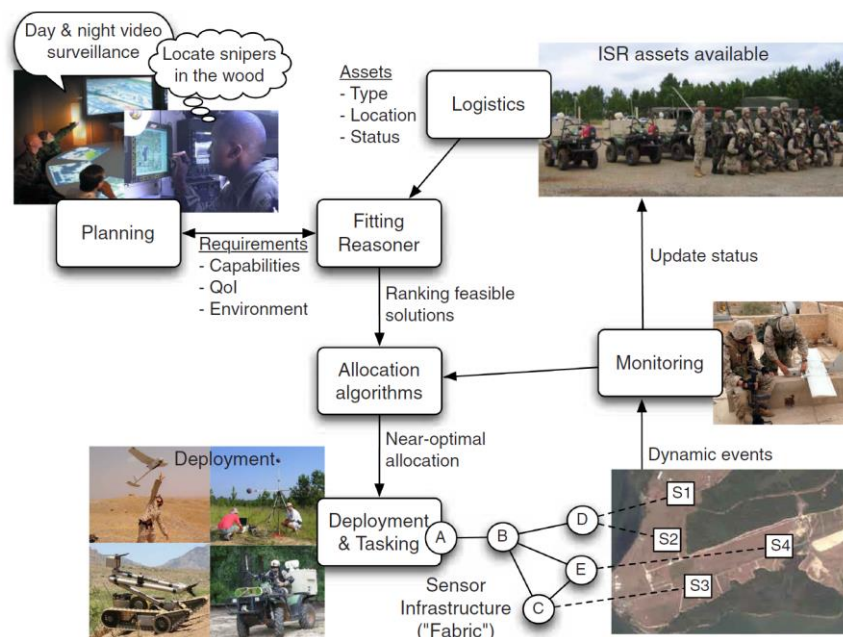 Day & night video
surveillance
Locate snipers
in the wood
Assets
- Type
- Location
- Status
Logistics
ISR assets available
Planning
Requirements
- Capabilities
- QoI
- Environment
Fitting
Reasoner
Update status
Ranking feasible
solutions
Allocation
algorithms
Monitoring
Near-optimal
allocation
Dynamic events
Deployment
Deployment
& Tasking
A
B
D
E
C
S1
S2
S4
S3
Sensor
Infrastructure
("Fabric")